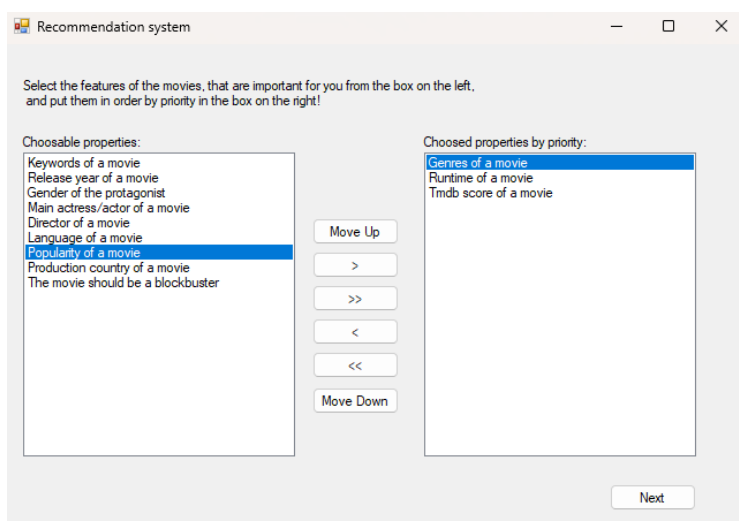 Recommendation system
Select the features of the movies, that are important for you from the box on the left,
and put them in order by priority in the box on the right!
Choosable properties:
Keywords of a movie
Release year of a movie
Gender of the protagonist
Main actress/actor of a movie
Director of a movie
Language of a movie
Popularity of a movie
Production country of a movie
The movie should be a blockbuster
Move Up
>
>>
<
<<
Move Down
Choosed properties by priority:
Genres of a movie
Runtime of a movie
Tmdb score of a movie
Next